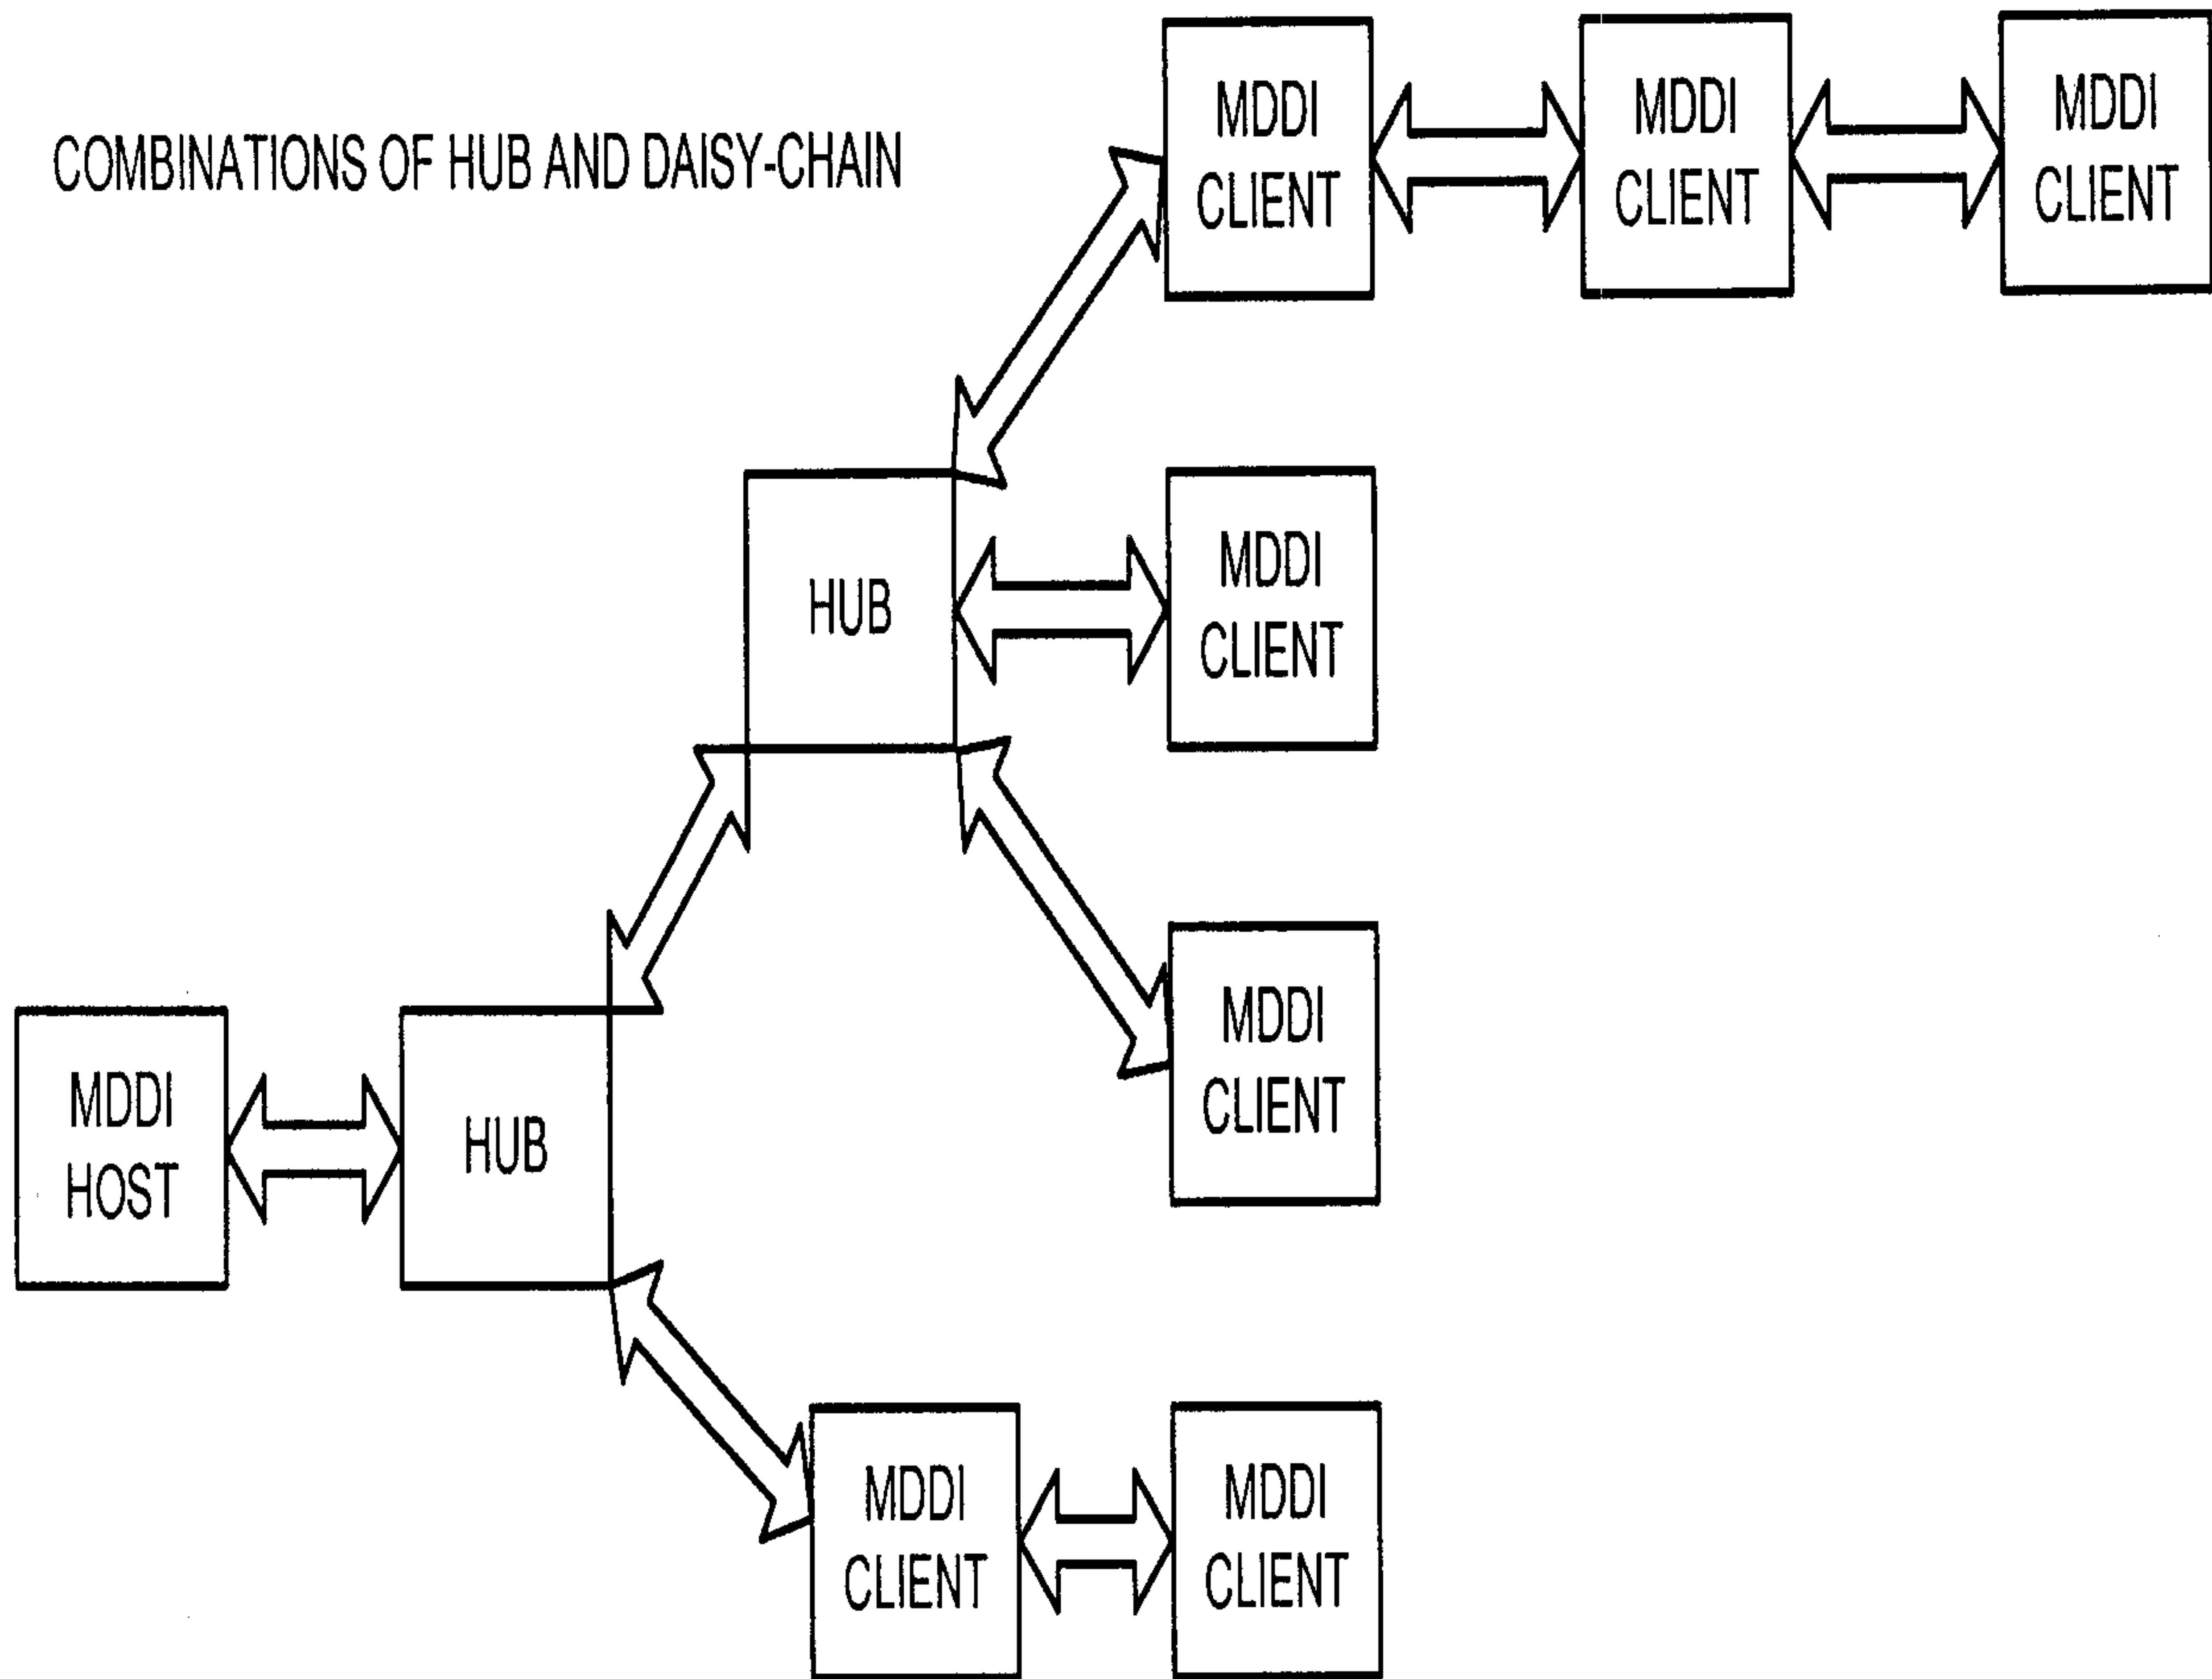 COMBINATIONS OF HUB AND DAISY-CHAIN
MDDI
CLIENT
MDDI
CLIENT
MDDI
CLIENT
HUB
MDDI
CLIENT
MDDI
CLIENT
MDDI
HOST
HUB
MDDI
CLIENT
MDDI
CLIENT